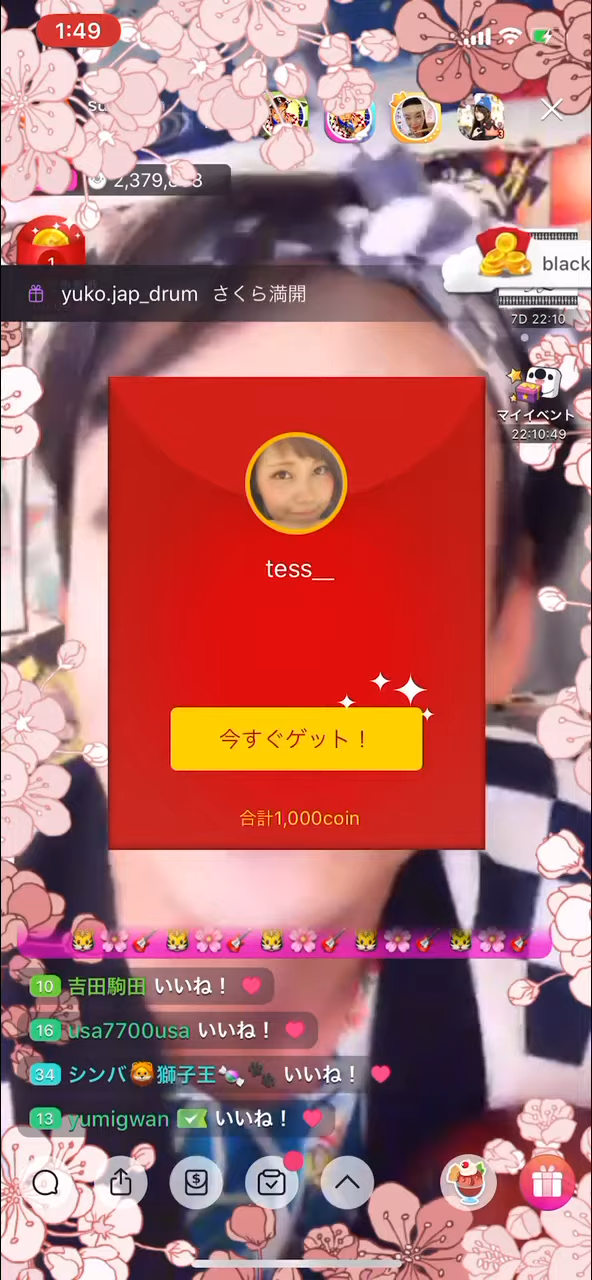 1:49
3
1
black
yuko.jap_drum さくら満開
7D 22:10
マイイベント
22:10:49
tess__
今すぐゲット！
合計1,000coin
10 吉田駒田 いいね！
16 usa7700usa いいね！
34 シンバ🦁獅子王🍬🐾 いいね！
13 yumigwan いいね！